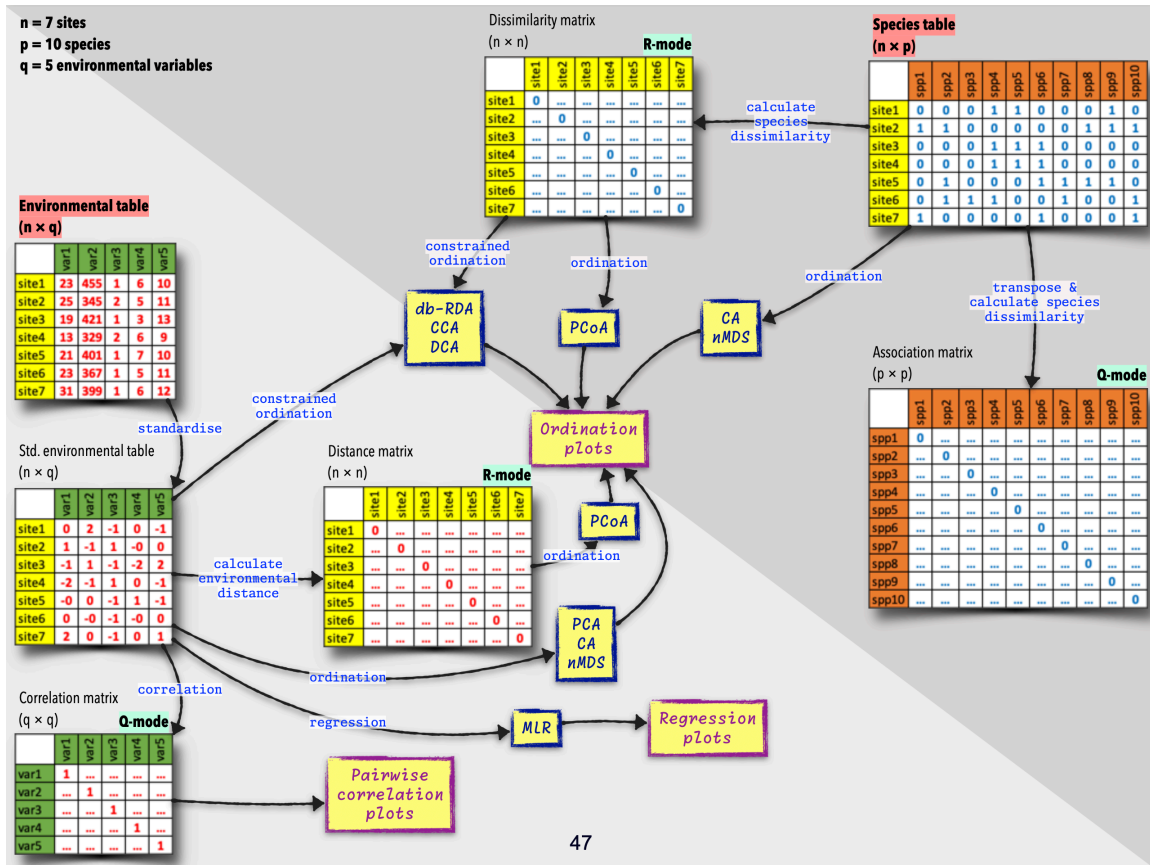 n = 7 sites
p = 10 species
q = 5 environmental variables
Dissimilarity matrix
(n × n)
R-mode
site1 site2 site3 site4 site5 site6 site7
site1 0 ... ... ... ... ... ...
site2 ... 0 ... ... ... ... ...
site3 ... ... 0 ... ... ... ...
site4 ... ... ... 0 ... ... ...
site5 ... ... ... ... 0 ... ...
site6 ... ... ... ... ... 0 ...
site7 ... ... ... ... ... ... 0
calculate
species
dissimilarity
Species table
(n × p)
spp1 spp2 spp3 spp4 spp5 spp6 spp7 spp8 spp9 spp10
site1 0 0 0 1 1 0 0 0 1 0
site2 1 1 0 0 0 0 0 1 1 1
site3 0 0 0 1 1 1 0 0 0 0
site4 0 0 0 1 1 1 0 0 0 0
site5 0 1 0 0 0 1 1 1 1 0
site6 0 1 1 1 0 0 1 0 0 1
site7 1 0 0 0 0 1 0 0 0 1
Environmental table
(n × q)
var1 var2 var3 var4 var5
site1 23 455 1 6 10
site2 25 345 2 5 11
site3 19 421 1 3 13
site4 13 329 2 6 9
site5 21 401 1 7 10
site6 23 367 1 5 11
site7 31 399 1 6 12
constrained
ordination
ordination
ordination
transpose &
calculate species
dissimilarity
db-RDA
CCA
DCA
PCoA
CA
nMDS
Association matrix
(p × p)
Q-mode
spp1 spp2 spp3 spp4 spp5 spp6 spp7 spp8 spp9 spp10
spp1 0 ... ... ... ... ... ... ... ... ...
spp2 ... 0 ... ... ... ... ... ... ... ...
spp3 ... ... 0 ... ... ... ... ... ... ...
spp4 ... ... ... 0 ... ... ... ... ... ...
spp5 ... ... ... ... 0 ... ... ... ... ...
spp6 ... ... ... ... ... 0 ... ... ... ...
spp7 ... ... ... ... ... ... 0 ... ... ...
spp8 ... ... ... ... ... ... ... 0 ... ...
spp9 ... ... ... ... ... ... ... ... 0 ...
spp10 ... ... ... ... ... ... ... ... ... 0
standardise
constrained
ordination
Ordination
plots
Std. environmental table
(n × q)
var1 var2 var3 var4 var5
site1 0 2 -1 0 -1
site2 1 -1 1 -0 0
site3 -1 1 -1 -2 2
site4 -2 -1 1 0 -1
site5 -0 0 -1 1 -1
site6 0 -0 -1 -0 0
site7 2 0 -1 0 1
calculate
environmental
distance
Distance matrix
(n × n)
R-mode
site1 site2 site3 site4 site5 site6 site7
site1 0 ... ... ... ... ... ...
site2 ... 0 ... ... ... ... ...
site3 ... ... 0 ... ... ... ...
site4 ... ... ... 0 ... ... ...
site5 ... ... ... ... 0 ... ...
site6 ... ... ... ... ... 0 ...
site7 ... ... ... ... ... ... 0
ordination
PCoA
PCA
CA
nMDS
ordination
correlation
regression
MLR
Regression
plots
Correlation matrix
(q × q)
Q-mode
var1 var2 var3 var4 var5
var1 1 ... ... ... ...
var2 ... 1 ... ... ...
var3 ... ... 1 ... ...
var4 ... ... ... 1 ...
var5 ... ... ... ... 1
Pairwise
correlation
plots
47